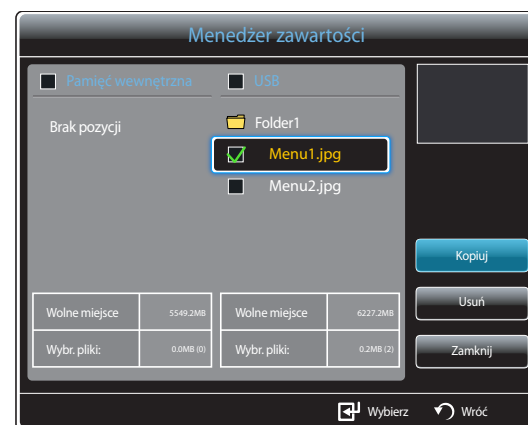 Menedżer zawartości
Pamięć wewnętrzna
USB
Brak pozycji
Folder1
Menu1.jpg
Menu2.jpg
Kopiuj
Usuń
Zamknij
Wolne miejsce 5549.2MB
Wybr. pliki: 0.0MB (0)
Wolne miejsce 6227.2MB
Wybr. pliki: 0.2MB (2)
Wybierz Wróć